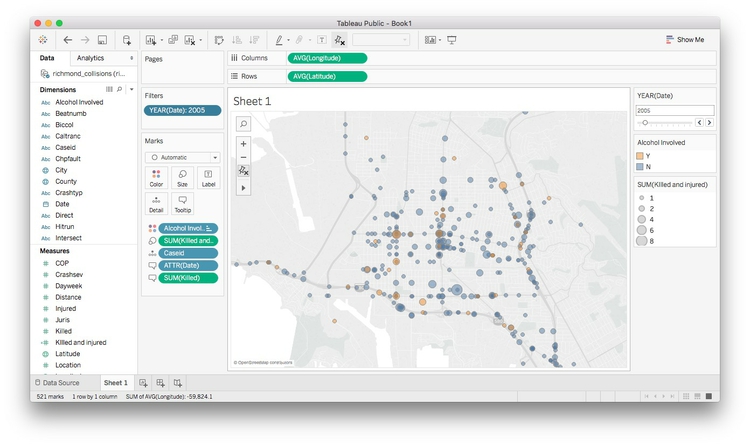 Tableau Public - Book1
Show Me
Data
Analytics
richmond_collisions (ri...
Dimensions
Abc Alcohol Involved
Abc Beatnumb
Abc Biccol
Abc Caltranc
Abc Caseid
Abc Chpfault
City
County
Abc Crashtyp
Date
Abc Direct
Abc Hitrun
Abc Intersect
Measures
# COP
# Crashsev
# Dayweek
# Distance
# Injured
# Juris
# Killed
Killed and injured
Latitude
# Location
Pages
Filters
YEAR(Date): 2005
Marks
Automatic
Color
Size
Label
Detail
Tooltip
Alcohol Invol..
SUM(Killed and..
Caseid
ATTR(Date)
SUM(Killed)
Columns
AVG(Longitude)
Rows
AVG(Latitude)
Sheet 1
© OpenStreetMap contributors
YEAR(Date)
2005
Alcohol Involved
Y
N
SUM(Killed and injured)
1
2
4
6
8
Data Source
Sheet 1
521 marks
1 row by 1 column
SUM of AVG(Longitude): -59,824.1